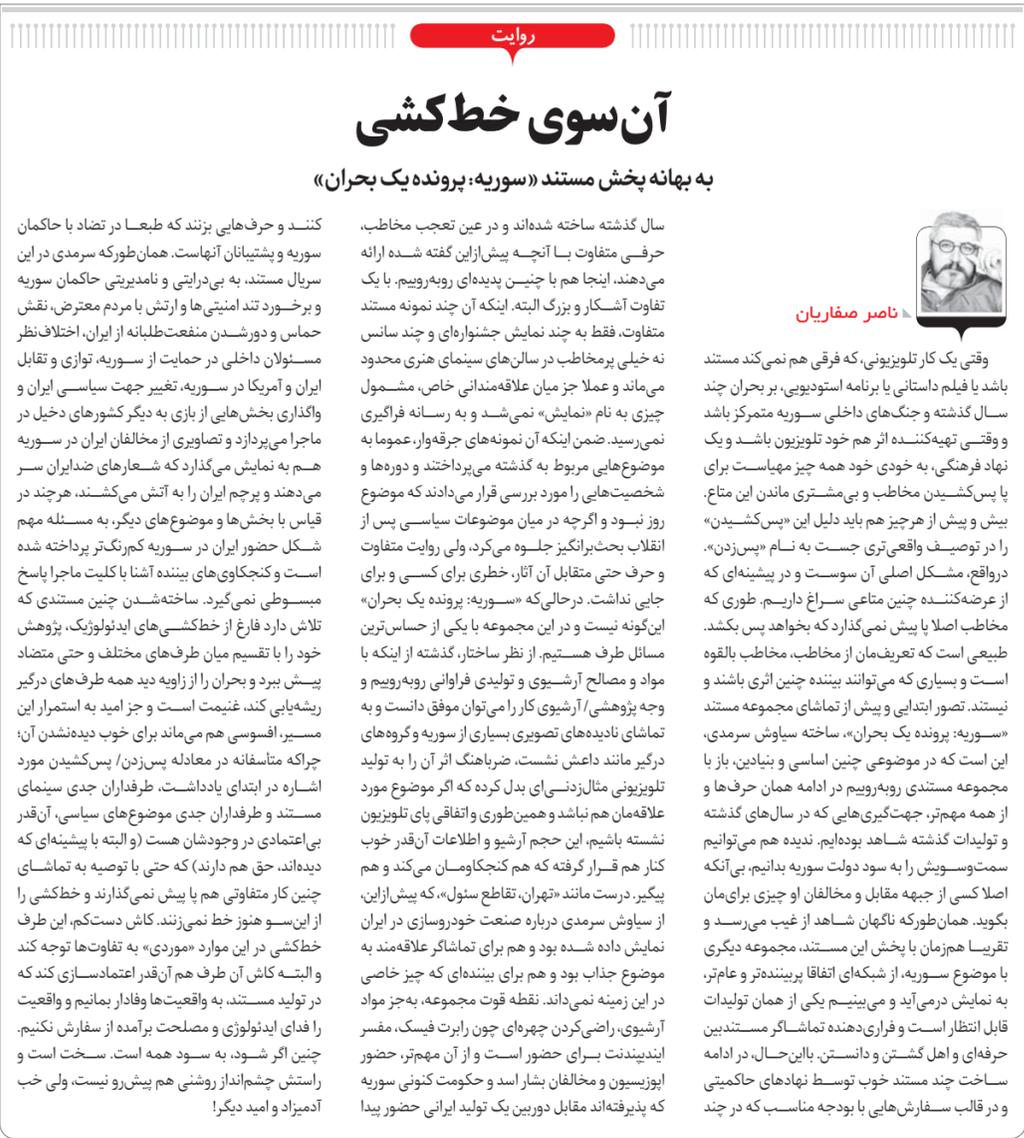 روایت
آن‌سوی خط‌کشی
به بهانه پخش مستند «سوریه: پرونده یک بحران»
ناصر صفاریان
وقتی یک کار تلویزیونی، که فرقی هم نمی‌کند مستند
باشد یا فیلم داستانی یا برنامه استودیویی، بر بحران چند
سال گذشته و جنگ‌های داخلی سوریه متمرکز باشد
و وقتی تهیه‌کننده اثر هم خود تلویزیون باشد و یک
نهاد فرهنگی، به خودی خود همه چیز مهیاست برای
پا پس‌کشیدن مخاطب و بی‌مشتری ماندن این متاع.
بیش و پیش از هرچیز هم باید دلیل این «پس‌کشیدن»
را در توصیف واقعی‌تری جست به نام «پس‌زدن».
درواقع، مشکل اصلی آن سوست و در پیشینه‌ای که
از عرضه‌کننده چنین متاعی سراغ داریم. طوری که
مخاطب اصلا پا پیش نمی‌گذارد که بخواهد پس بکشد.
طبیعی است که تعریف‌مان از مخاطب، مخاطب بالقوه
است و بسیاری که می‌توانند بیننده چنین اثری باشند و
نیستند. تصور ابتدایی و پیش از تماشای مجموعه مستند
«سوریه: پرونده یک بحران»، ساخته سیاوش سرمدی،
این است که در موضوعی چنین اساسی و بنیادین، باز با
مجموعه مستندی روبه‌روییم در ادامه همان حرف‌ها و
از همه مهم‌تر، جهت‌گیری‌هایی که در سال‌های گذشته
و تولیدات گذشته شاهد بوده‌ایم. ندیده هم می‌توانیم
سمت‌وسویش را به سود دولت سوریه بدانیم، بی‌آنکه
اصلا کسی از جبهه مقابل و مخالفان او چیزی برای‌مان
بگوید. همان‌طورکه ناگهان شاهد از غیب می‌رسد و
تقریبا هم‌زمان با پخش این مستند، مجموعه دیگری
با موضوع سوریه، از شبکه‌ای اتفاقا پربیننده‌تر و عام‌تر،
به نمایش درمی‌آید و می‌بینیم یکی از همان تولیدات
قابل انتظار است و فراری‌دهنده تماشاگر مستندبین
حرفه‌ای و اهل گشتن و دانستن. بااین‌حال، در ادامه
ساخت چند مستند خوب توسط نهادهای حاکمیتی
و در قالب سفارش‌هایی با بودجه مناسب که در چند
سال گذشته ساخته شده‌اند و در عین تعجب مخاطب،
حرفی متفاوت با آنچه پیش‌ازاین گفته شده ارائه
می‌دهند، اینجا هم با چنین پدیده‌ای روبه‌روییم. با یک
تفاوت آشکار و بزرگ البته. اینکه آن چند نمونه مستند
متفاوت، فقط به چند نمایش جشنواره‌ای و چند سانس
نه خیلی پرمخاطب در سالن‌های سینمای هنری محدود
می‌ماند و عملا جز میان علاقه‌مندانی خاص، مشمول
چیزی به نام «نمایش» نمی‌شد و به رسانه فراگیری
نمی‌رسید. ضمن اینکه آن نمونه‌های جرقه‌وار، عموما به
موضوع‌هایی مربوط به گذشته می‌پرداختند و دوره‌ها و
شخصیت‌هایی را مورد بررسی قرار می‌دادند که موضوع
روز نبود و اگرچه در میان موضوعات سیاسی پس از
انقلاب بحث‌برانگیز جلوه می‌کرد، ولی روایت متفاوت
و حرف حتی متقابل آن آثار، خطری برای کسی و برای
جایی نداشت. درحالی‌که «سوریه: پرونده یک بحران»
این‌گونه نیست و در این مجموعه با یکی از حساس‌ترین
مسائل طرف هستیم. از نظر ساختار، گذشته از اینکه با
مواد و مصالح آرشیوی و تولیدی فراوانی روبه‌روییم و
وجه پژوهشی/ آرشیوی کار را می‌توان موفق دانست و به
تماشای نادیده‌های تصویری بسیاری از سوریه و گروه‌های
درگیر مانند داعش نشست، ضرباهنگ اثر آن را به تولید
تلویزیونی مثال‌زدنی‌ای بدل کرده که اگر موضوع مورد
علاقه‌مان هم نباشد و همین‌طوری و اتفاقی پای تلویزیون
نشسته باشیم، این حجم آرشیو و اطلاعات آن‌قدر خوب
کنار هم قرار گرفته که هم کنجکاومان می‌کند و هم
پیگیر. درست مانند «تهران، تقاطع سئول»، که پیش‌ازاین،
از سیاوش سرمدی درباره صنعت خودروسازی در ایران
نمایش داده شده بود و هم برای تماشاگر علاقه‌مند به
موضوع جذاب بود و هم برای بیننده‌ای که چیز خاصی
در این زمینه نمی‌داند. نقطه قوت مجموعه، به‌جز مواد
آرشیوی، راضی‌کردن چهره‌ای چون رابرت فیسک، مفسر
ایندیپندنت برای حضور است و از آن مهم‌تر، حضور
اپوزیسیون و مخالفان بشار اسد و حکومت کنونی سوریه
که پذیرفته‌اند مقابل دوربین یک تولید ایرانی حضور پیدا
کنند و حرف‌هایی بزنند که طبعا در تضاد با حاکمان
سوریه و پشتیبانان آنهاست. همان‌طورکه سرمدی در این
سریال مستند، به بی‌درایتی و نامدیریتی حاکمان سوریه
و برخورد تند امنیتی‌ها و ارتش با مردم معترض، نقش
حماس و دورشدن منفعت‌طلبانه از ایران، اختلاف‌نظر
مسئولان داخلی در حمایت از سوریه، توازی و تقابل
ایران و آمریکا در سوریه، تغییر جهت سیاسی ایران و
واگذاری بخش‌هایی از بازی به دیگر کشورهای دخیل در
ماجرا می‌پردازد و تصاویری از مخالفان ایران در سوریه
هم به نمایش می‌گذارد که شعارهای ضدایران سر
می‌دهند و پرچم ایران را به آتش می‌کشند، هرچند در
قیاس با بخش‌ها و موضوع‌های دیگر، به مسئله مهم
شکل حضور ایران در سوریه کم‌رنگ‌تر پرداخته شده
است و کنجکاوی‌های بیننده آشنا با کلیت ماجرا پاسخ
مبسوطی نمی‌گیرد. ساخته‌شدن چنین مستندی که
تلاش دارد فارغ از خط‌کشی‌های ایدئولوژیک، پژوهش
خود را با تقسیم میان طرف‌های مختلف و حتی متضاد
پیش ببرد و بحران را از زاویه دید همه طرف‌های درگیر
ریشه‌یابی کند، غنیمت است و جز امید به استمرار این
مسیر، افسوسی هم می‌ماند برای خوب دیده‌نشدن آن؛
چراکه متأسفانه در معادله پس‌زدن/ پس‌کشیدن مورد
اشاره در ابتدای یادداشت، طرفداران جدی سینمای
مستند و طرفداران جدی موضوع‌های سیاسی، آن‌قدر
بی‌اعتمادی در وجودشان هست (و البته با پیشینه‌ای که
دیده‌اند، حق هم دارند) که حتی با توصیه به تماشای
چنین کار متفاوتی هم پا پیش نمی‌گذارند و خط‌کشی را
از این‌سو هنوز خط نمی‌زنند. کاش دست‌کم، این طرف
خط‌کشی در این موارد «موردی» به تفاوت‌ها توجه کند
و البته کاش آن طرف هم آن‌قدر اعتمادسازی کند که
در تولید مستند، به واقعیت‌ها وفادار بمانیم و واقعیت
را فدای ایدئولوژی و مصلحت برآمده از سفارش نکنیم.
چنین اگر شود، به سود همه است. سخت است و
راستش چشم‌انداز روشنی هم پیش‌رو نیست، ولی خب
آدمیزاد و امید دیگر!